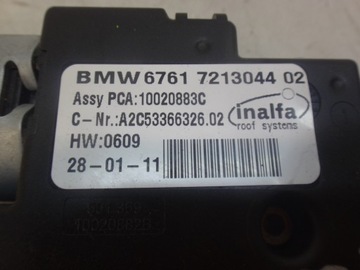 BMW 6761 7213044 02
Assy PCA:10020883C
C-Nr.:A2C53366326.02
HW:0609
28-01-11
inalfa
roof systems